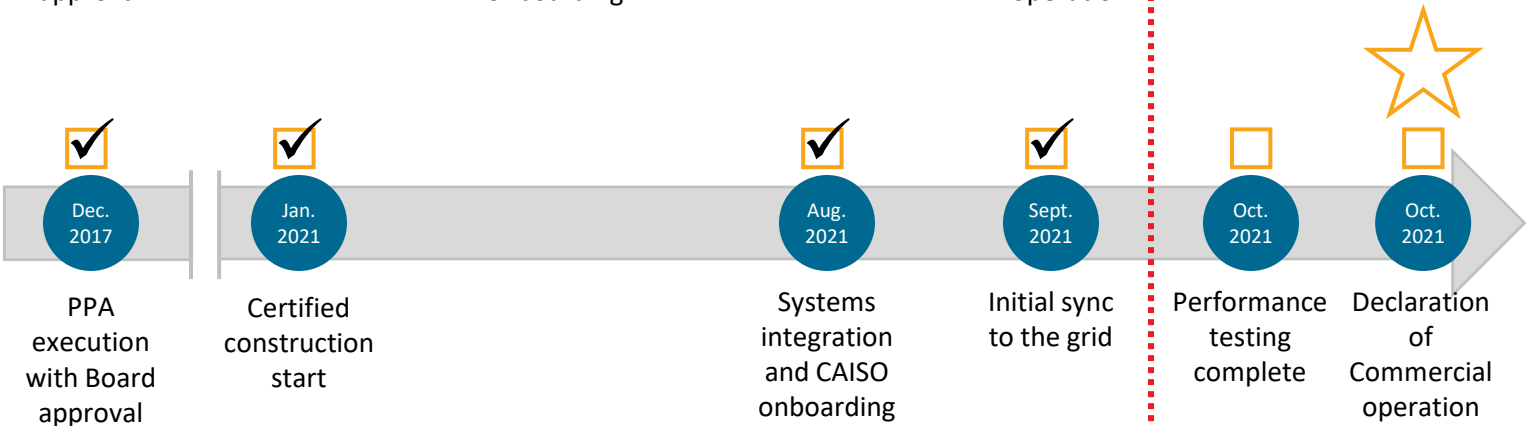 Dec.
2017
Jan.
2021
Aug.
2021
Sept.
2021
Oct.
2021
Oct.
2021
PPA
execution
with Board
approval
Certified
construction
start
Systems
integration
and CAISO
onboarding
Initial sync
to the grid
Performance
testing
complete
Declaration
of
Commercial
operation